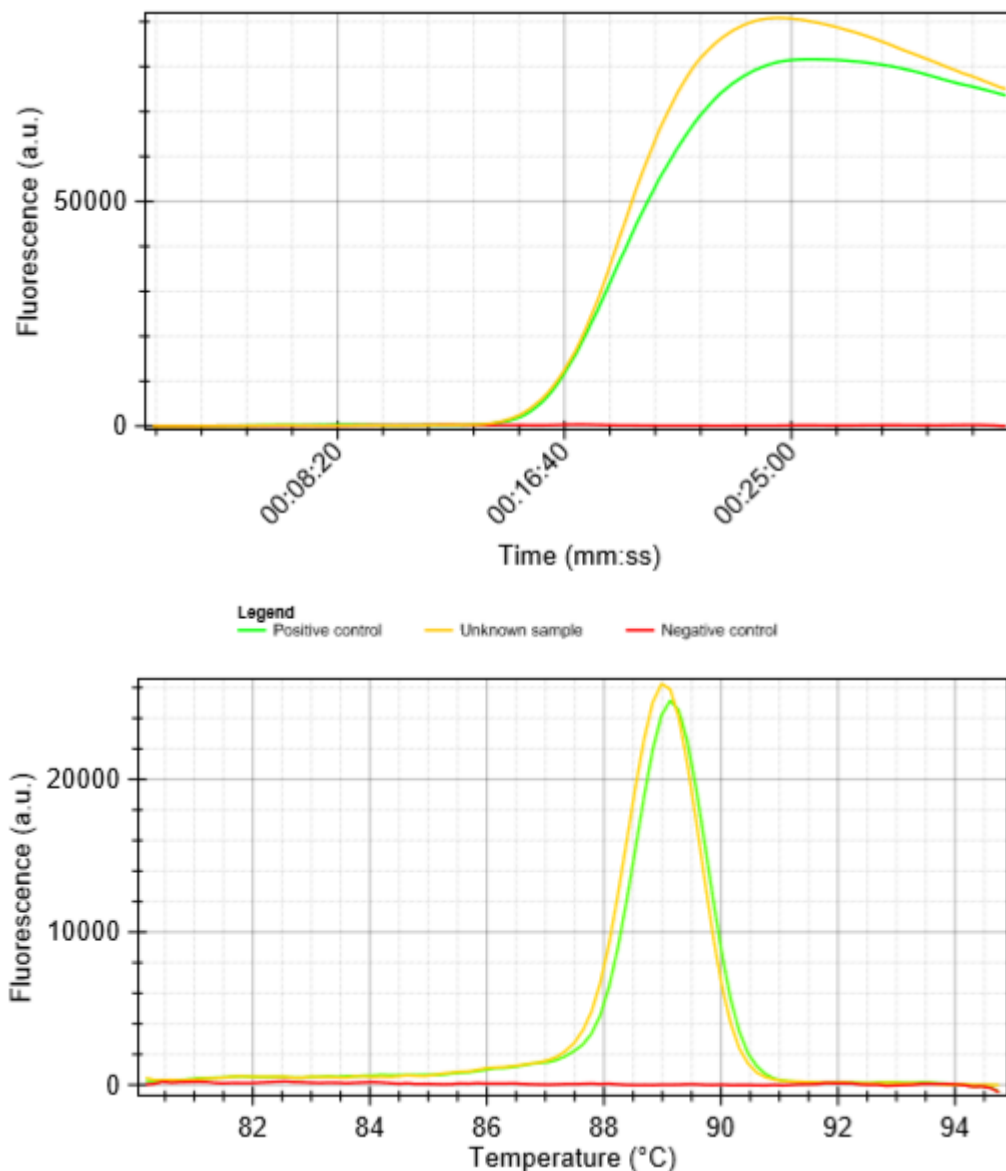 Fluorescence (a.u.)
50000
0
00:08:20
00:16:40
00:25:00
Time (mm:ss)
Legend
Positive control
Unknown sample
Negative control
Fluorescence (a.u.)
20000
10000
0
82
84
86
88
90
92
94
Temperature (°C)